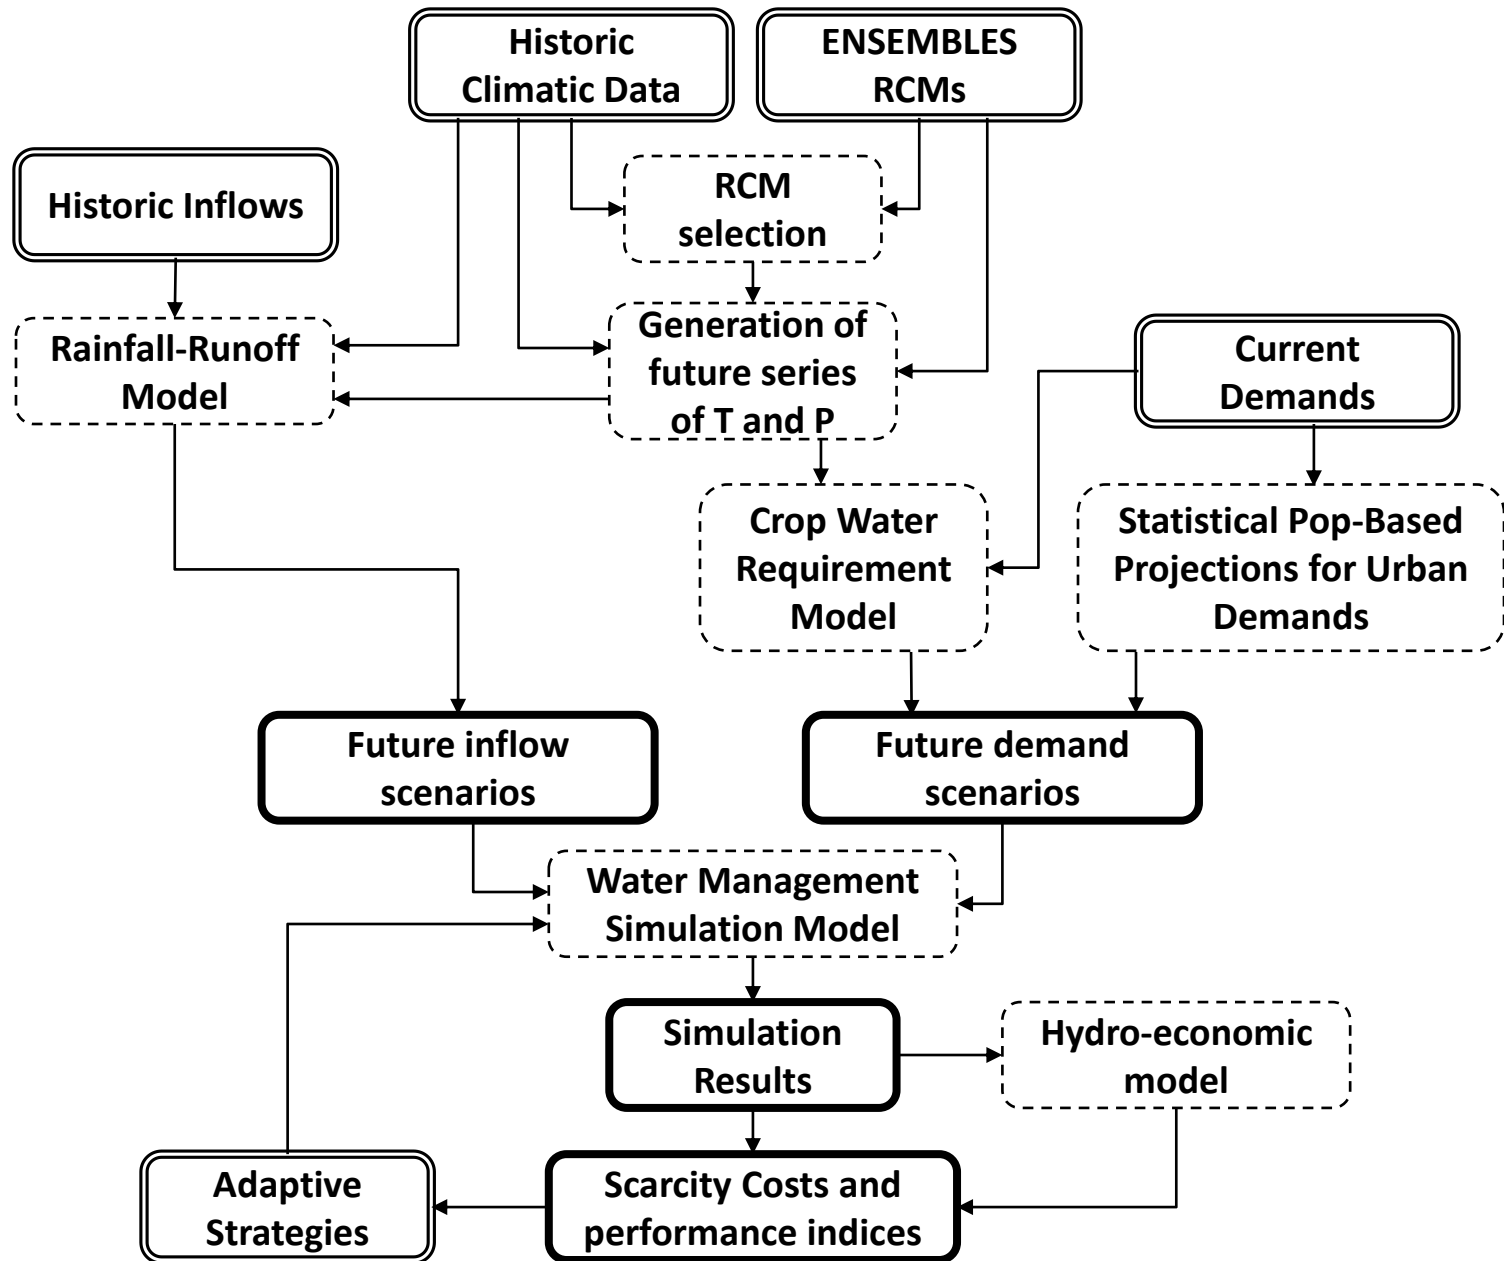 Historic
Climatic Data
ENSEMBLES
RCMs
Historic Inflows
RCM
selection
Rainfall-Runoff
Model
Generation of
future series
of T and P
Current
Demands
Crop Water
Requirement
Model
Statistical Pop-Based
Projections for Urban
Demands
Future inflow
scenarios
Future demand
scenarios
Water Management
Simulation Model
Simulation
Results
Hydro-economic
model
Adaptive
Strategies
Scarcity Costs and
performance indices